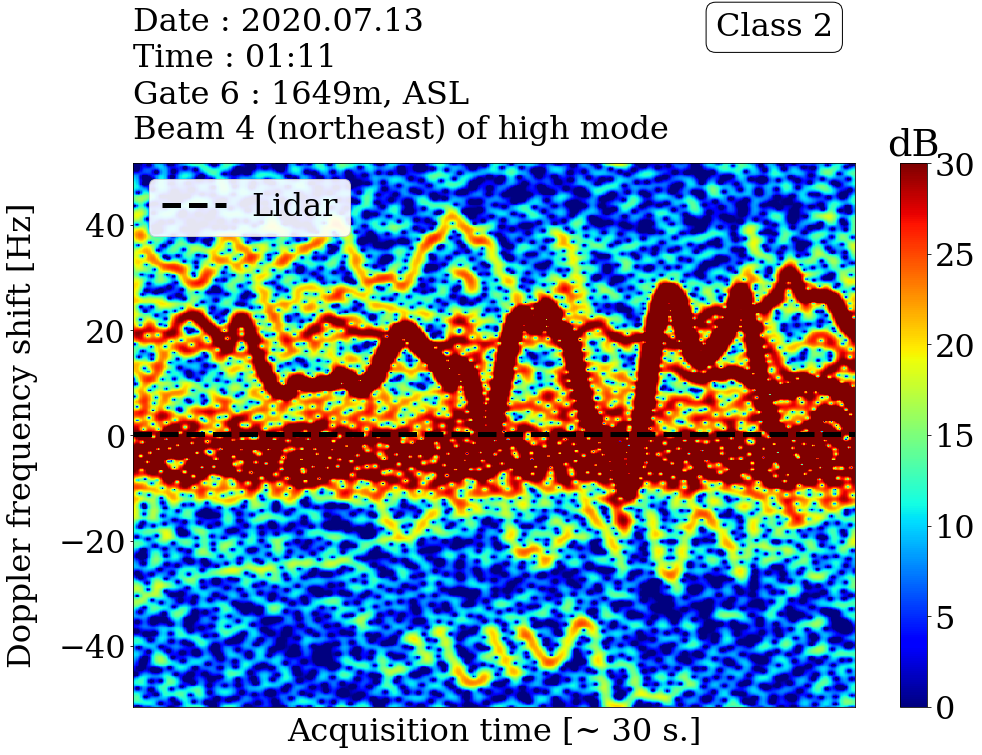 Date : 2020.07.13
Class 2
Time : 01:11
Gate 6 : 1649m, ASL
Beam 4 (northeast) of high mode
dB
Lidar
Doppler frequency shift [Hz]
40
20
0
−20
−40
30
25
20
15
10
5
0
Acquisition time [~ 30 s.]